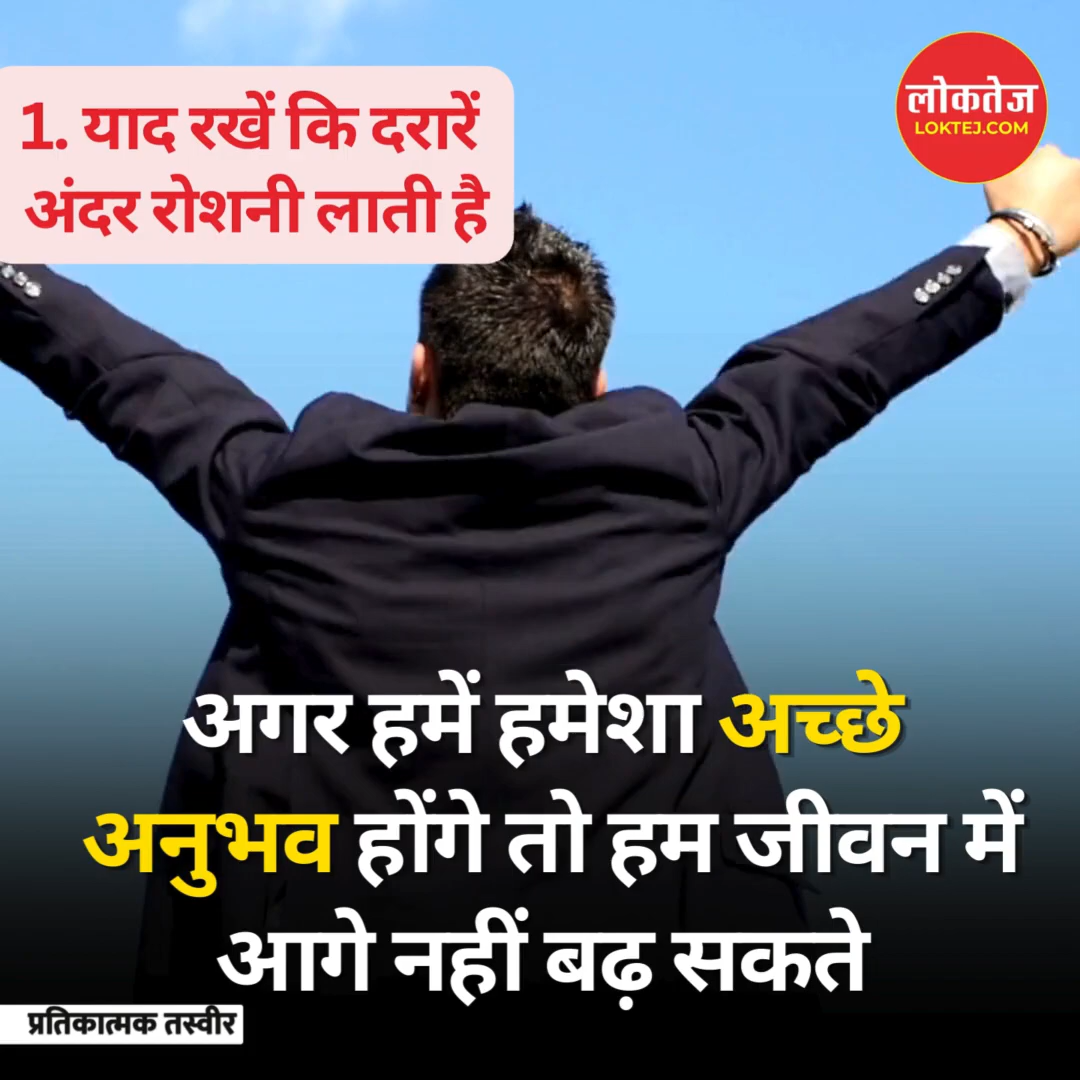 1. याद रखें कि दरारें
अंदर रोशनी लाती है
लोकतेज
LOKTEJ.COM
अगर हमें हमेशा अच्छे
अनुभव होंगे तो हम जीवन में
आगे नहीं बढ़ सकते
प्रतिकात्मक तस्वीर